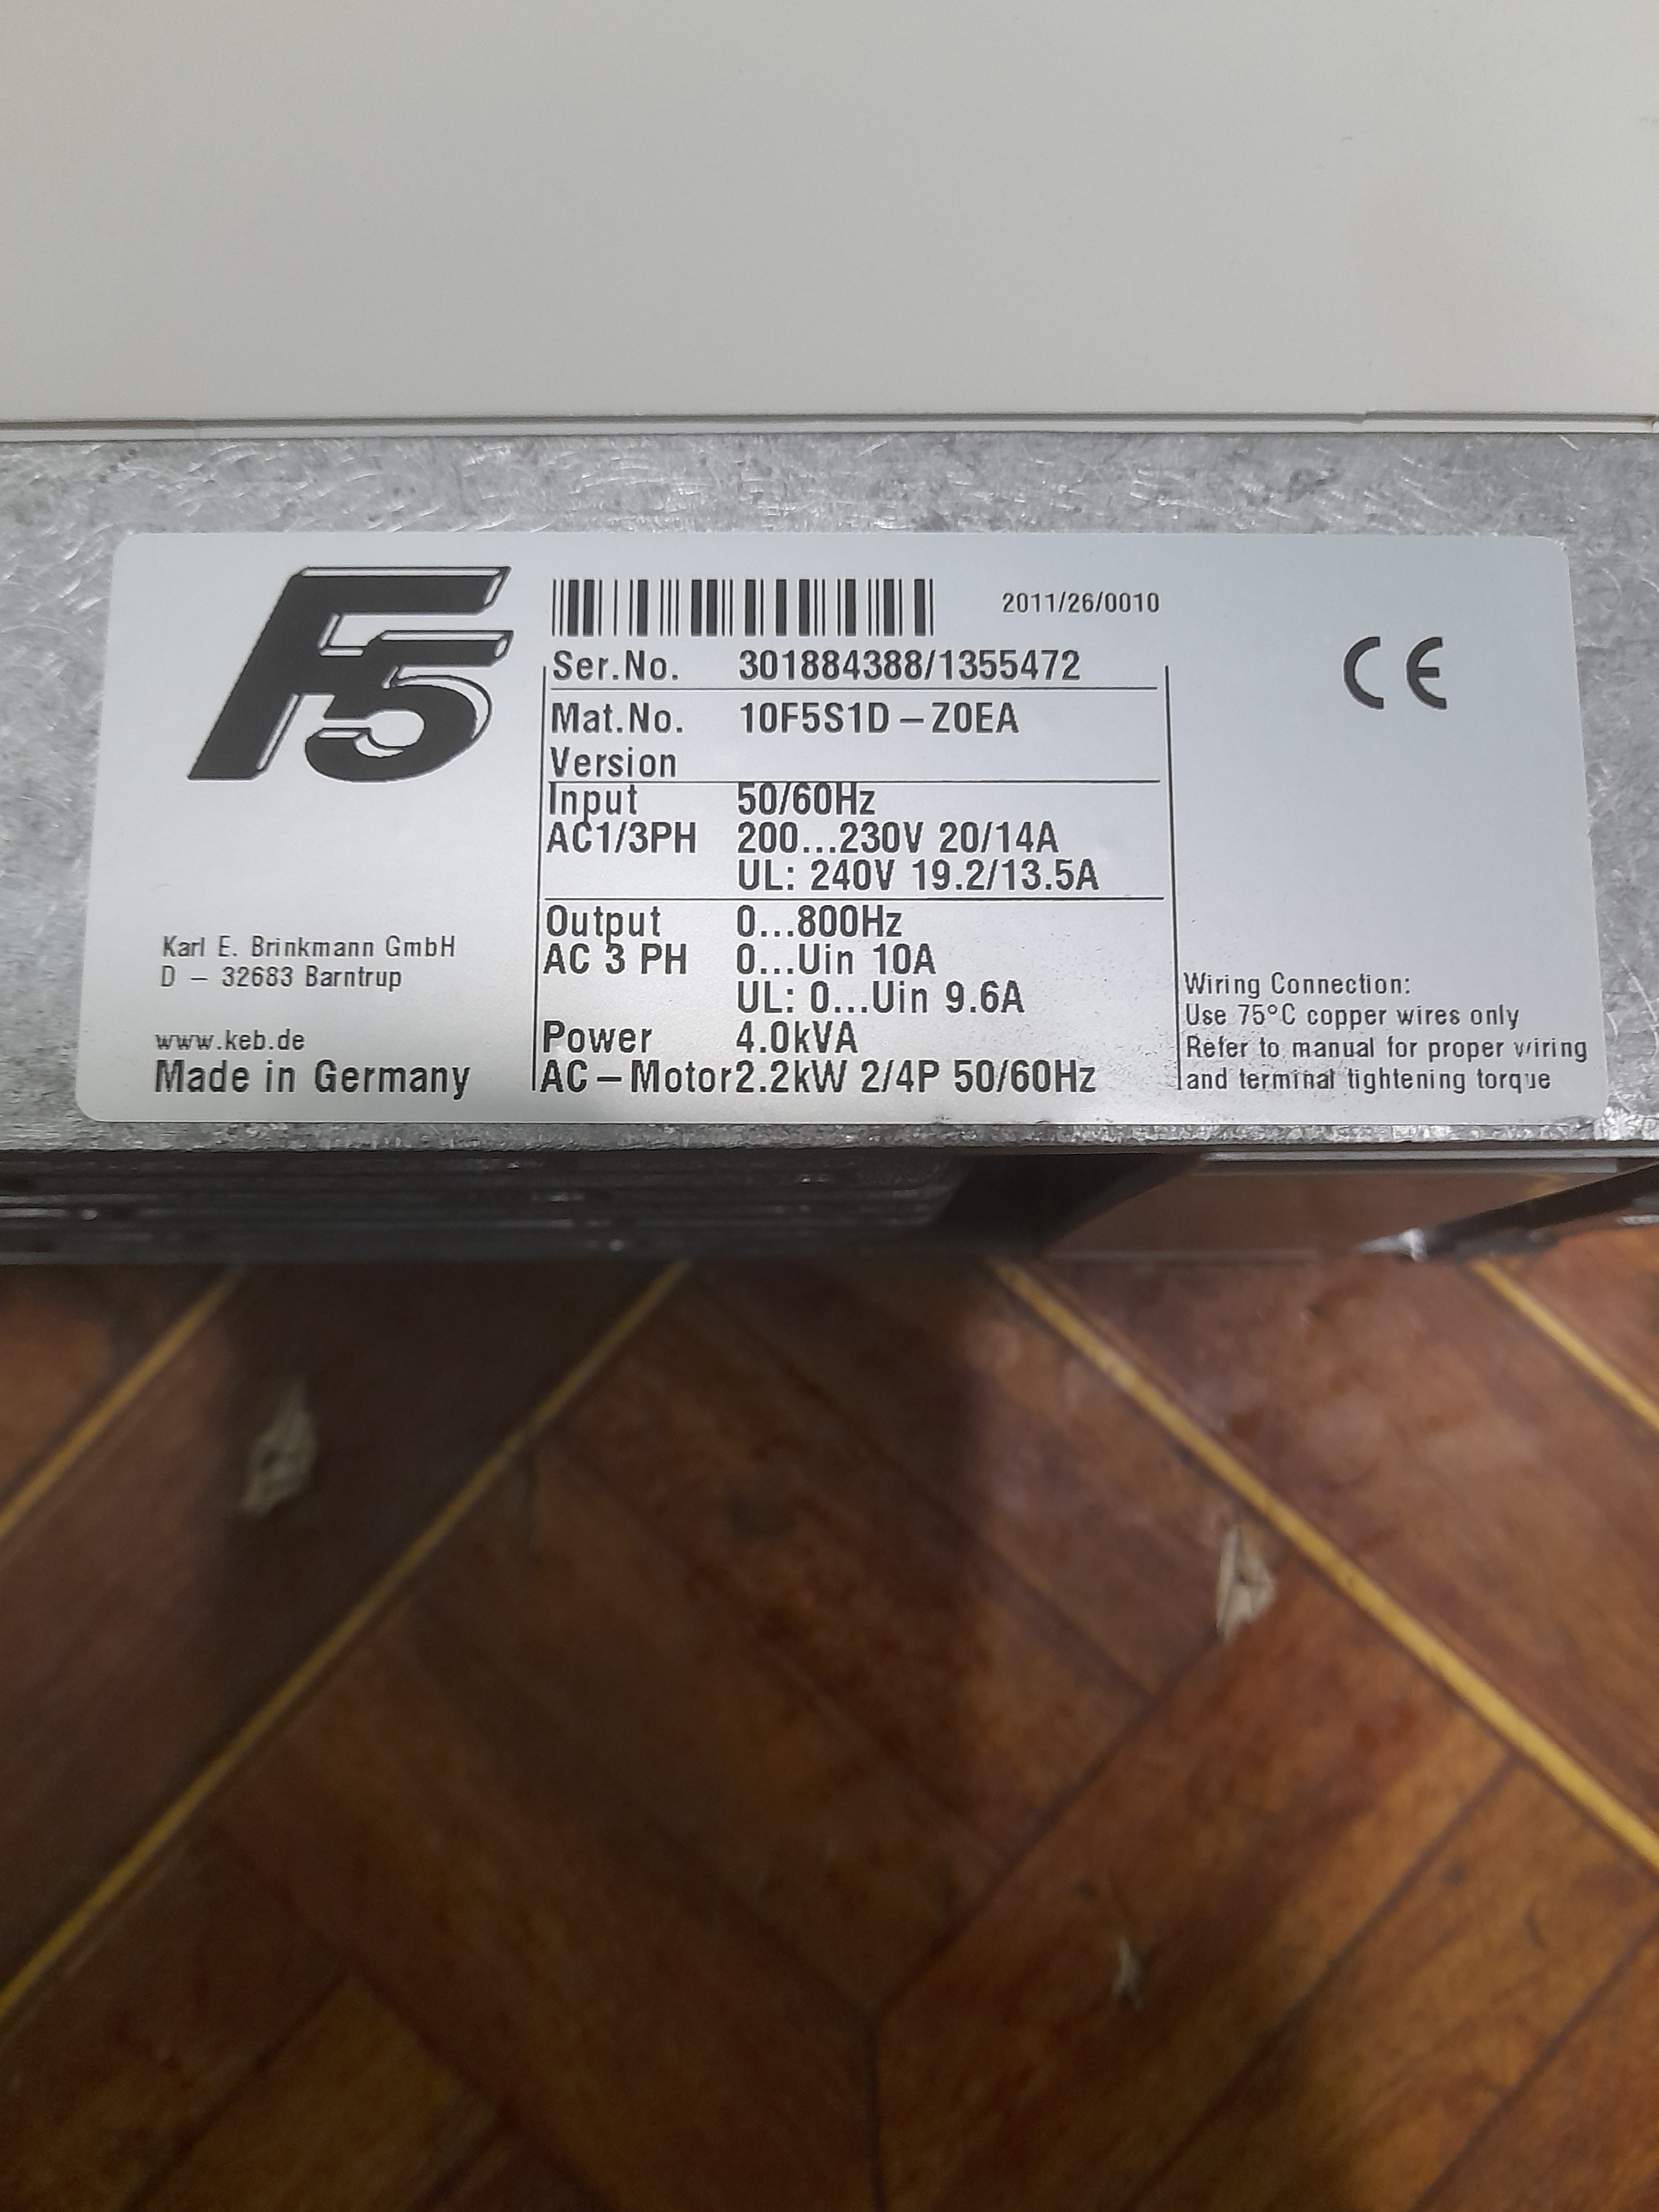 F5
2011/26/0010
Ser.No. 301884388/1355472
Mat.No. 10F5S1D-Z0EA
Version
Input 50/60Hz
AC1/3PH 200...230V 20/14A
UL: 240V 19.2/13.5A
Output 0...800Hz
AC 3 PH 0...Uin 10A
UL: 0...Uin 9.6A
Power 4.0kVA
AC-Motor 2.2kW 2/4P 50/60Hz
Karl E. Brinkmann GmbH
D - 32683 Barntrup
www.keb.de
Made in Germany
CE
Wiring Connection:
Use 75°C copper wires only
Refer to manual for proper wiring
and terminal tightening torque